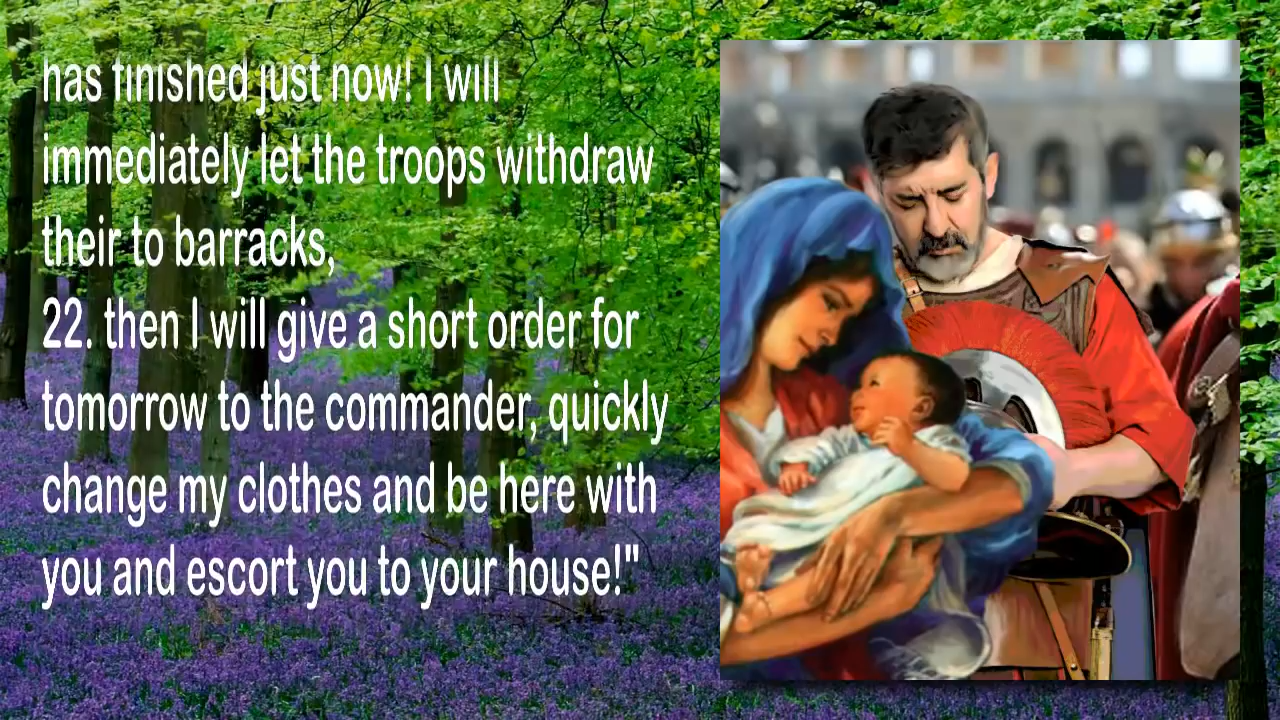 has finished just now! I will
immediately let the troops withdraw
their to barracks,
22. then I will give a short order for
tomorrow to the commander, quickly
change my clothes and be here with
you and escort you to your house!"